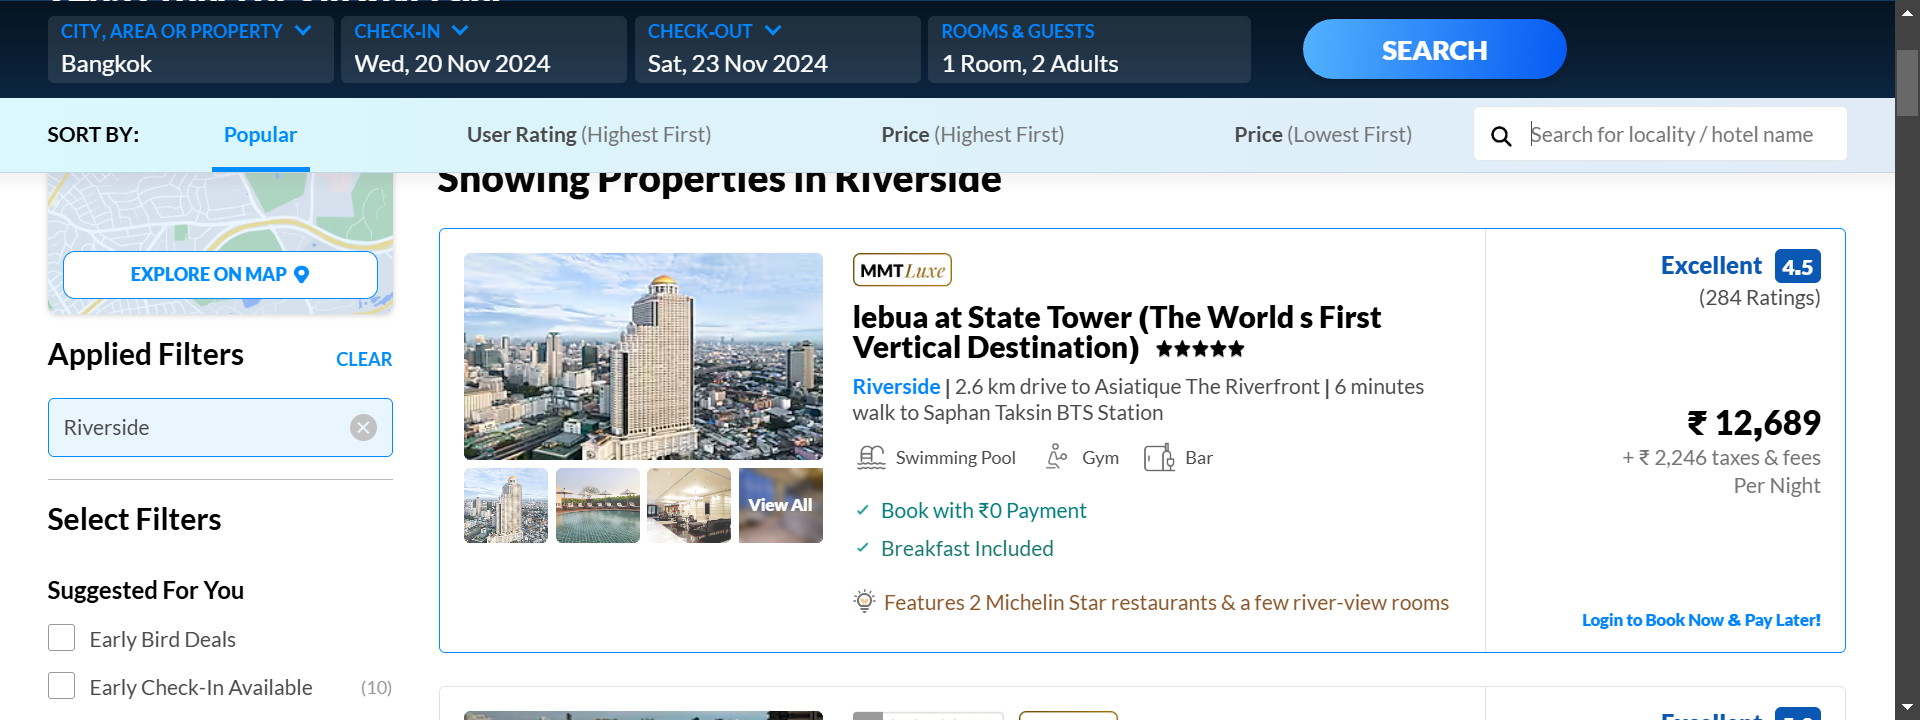 CITY, AREA OR PROPERTY
Bangkok
CHECK-IN
Wed, 20 Nov 2024
CHECK-OUT
Sat, 23 Nov 2024
ROOMS & GUESTS
1 Room, 2 Adults
SEARCH
SORT BY:
Popular
User Rating (Highest First)
Price (Highest First)
Price (Lowest First)
Search for locality / hotel name
EXPLORE ON MAP
Applied Filters
CLEAR
Riverside
Select Filters
Suggested For You
Early Bird Deals
Early Check-In Available (10)
Showing Properties in Riverside
MMTLuxe
lebua at State Tower (The World s First
Vertical Destination)
Riverside | 2.6 km drive to Asiatique The Riverfront | 6 minutes
walk to Saphan Taksin BTS Station
Swimming Pool
Gym
Bar
Book with ₹0 Payment
Breakfast Included
Features 2 Michelin Star restaurants & a few river-view rooms
View All
Excellent 4.5
(284 Ratings)
₹ 12,689
+ ₹ 2,246 taxes & fees
Per Night
Login to Book Now & Pay Later!